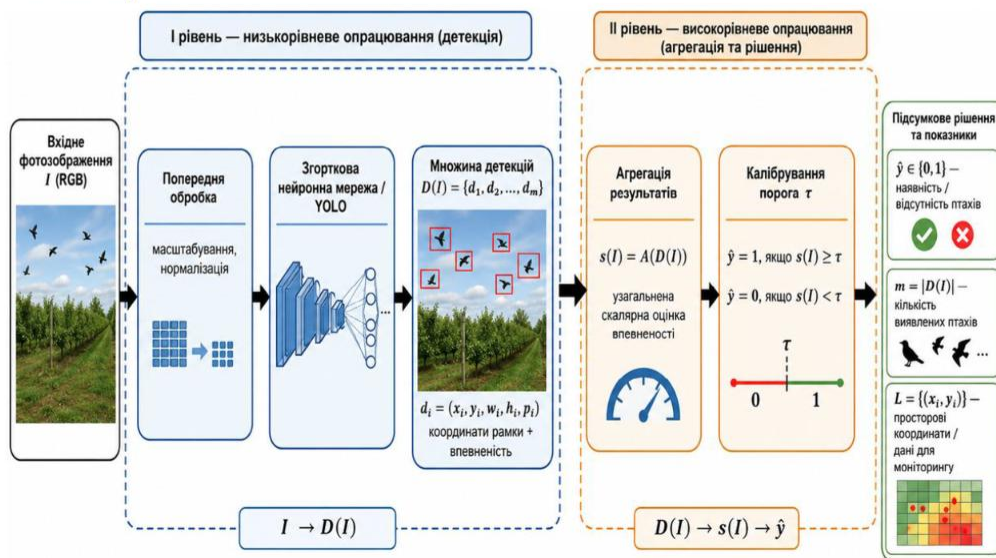 I рівень — низькорівневе опрацювання (детекція)
II рівень — високорівневе опрацювання
(агрегація та рішення)
Вхідне
фотозображення
I (RGB)
Попередня
обробка
масштабування,
нормалізація
Згорткова
нейронна мережа /
YOLO
...
Множина детекцій
D(I) = {d₁, d₂, ..., dₘ}
dᵢ = (xᵢ, yᵢ, wᵢ, hᵢ, pᵢ)
координати рамки +
впевненість
I → D(I)
Агрегація
результатів
s(I) = A(D(I))
узагальнена
скалярна оцінка
впевненості
Калібрування
порога τ
ŷ = 1, якщо s(I) ≥ τ
ŷ = 0, якщо s(I) < τ
τ
0 1
D(I) → s(I) → ŷ
Підсумкове рішення
та показники
ŷ ∈ {0,1} —
наявність /
відсутність птахів
m = |D(I)| —
кількість
виявлених птахів
...
L = {(xᵢ, yᵢ)} —
просторові
координати /
дані для
моніторингу